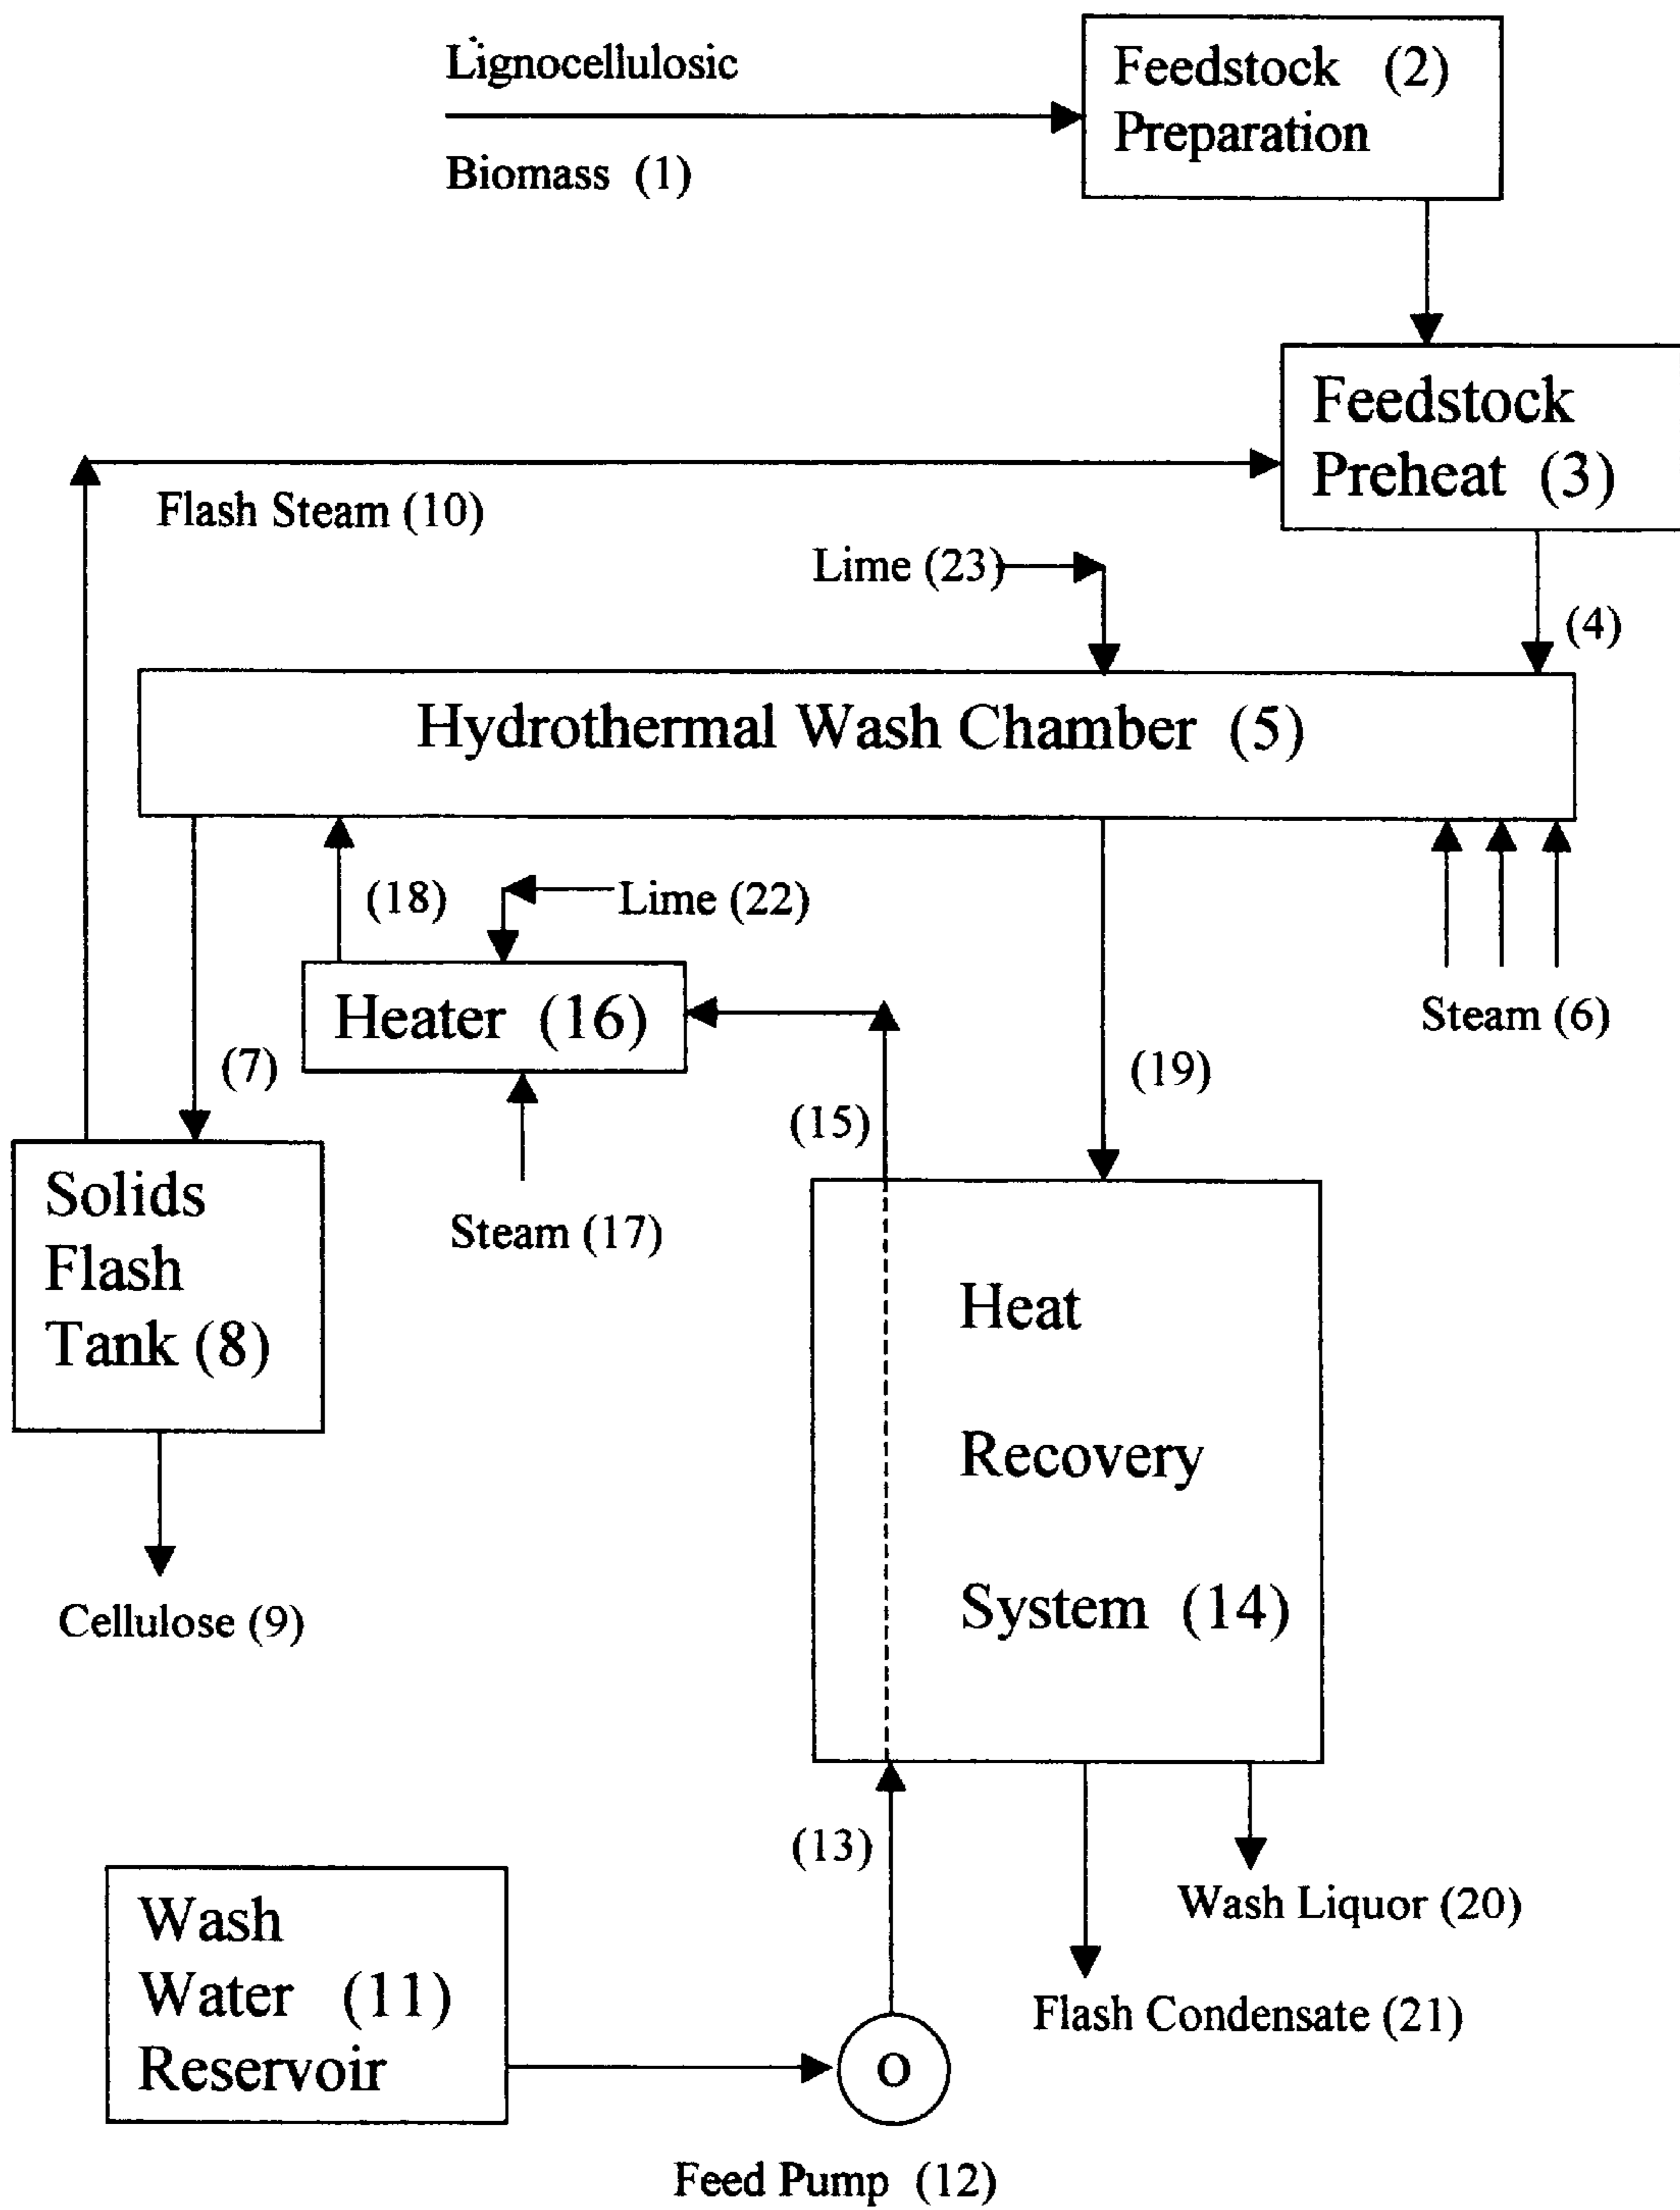 Lignocellulosic
Biomass (1)
Feedstock (2)
Preparation
Feedstock
Preheat (3)
Flash Steam (10)
Lime (23)
(4)
Hydrothermal Wash Chamber (5)
(18)
Lime (22)
Heater (16)
Steam (6)
(7)
(19)
(15)
Steam (17)
Solids
Flash
Tank (8)
Heat
Recovery
System (14)
Cellulose (9)
(13)
Wash Liquor (20)
Wash
Water (11)
Reservoir
Flash Condensate (21)
O
Feed Pump (12)